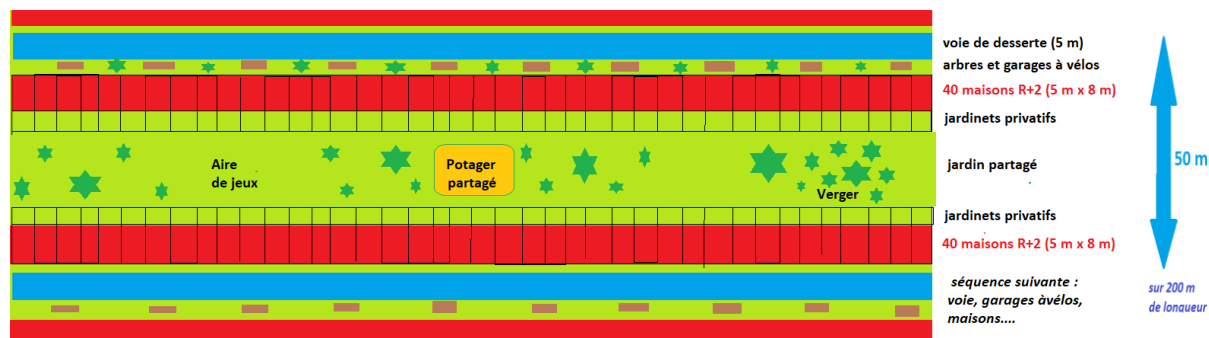 voie de desserte (5 m)
arbres et garages à vélos
40 maisons R+2 (5 m x 8 m)
jardinets privatifs
Aire
de jeux
Potager
partagé
Verger
jardin partagé
50 m
jardinets privatifs
40 maisons R+2 (5 m x 8 m)
séquence suivante :
voie, garages àvélos,
maisons....
sur 200 m
de longueur